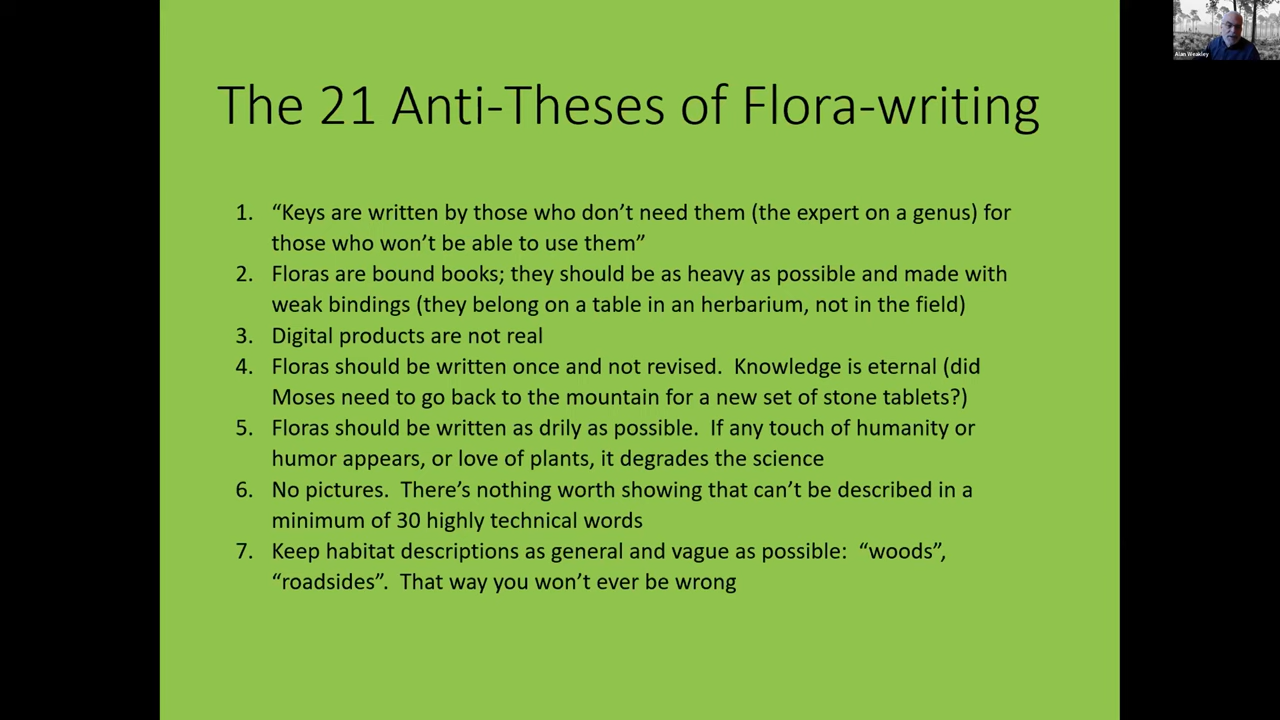 Alan Weakley
The 21 Anti-Theses of Flora-writing
1. “Keys are written by those who don’t need them (the expert on a genus) for
those who won’t be able to use them”
2. Floras are bound books; they should be as heavy as possible and made with
weak bindings (they belong on a table in an herbarium, not in the field)
3. Digital products are not real
4. Floras should be written once and not revised.  Knowledge is eternal (did
Moses need to go back to the mountain for a new set of stone tablets?)
5. Floras should be written as drily as possible.  If any touch of humanity or
humor appears, or love of plants, it degrades the science
6. No pictures.  There’s nothing worth showing that can’t be described in a
minimum of 30 highly technical words
7. Keep habitat descriptions as general and vague as possible:  “woods”,
“roadsides”.  That way you won’t ever be wrong